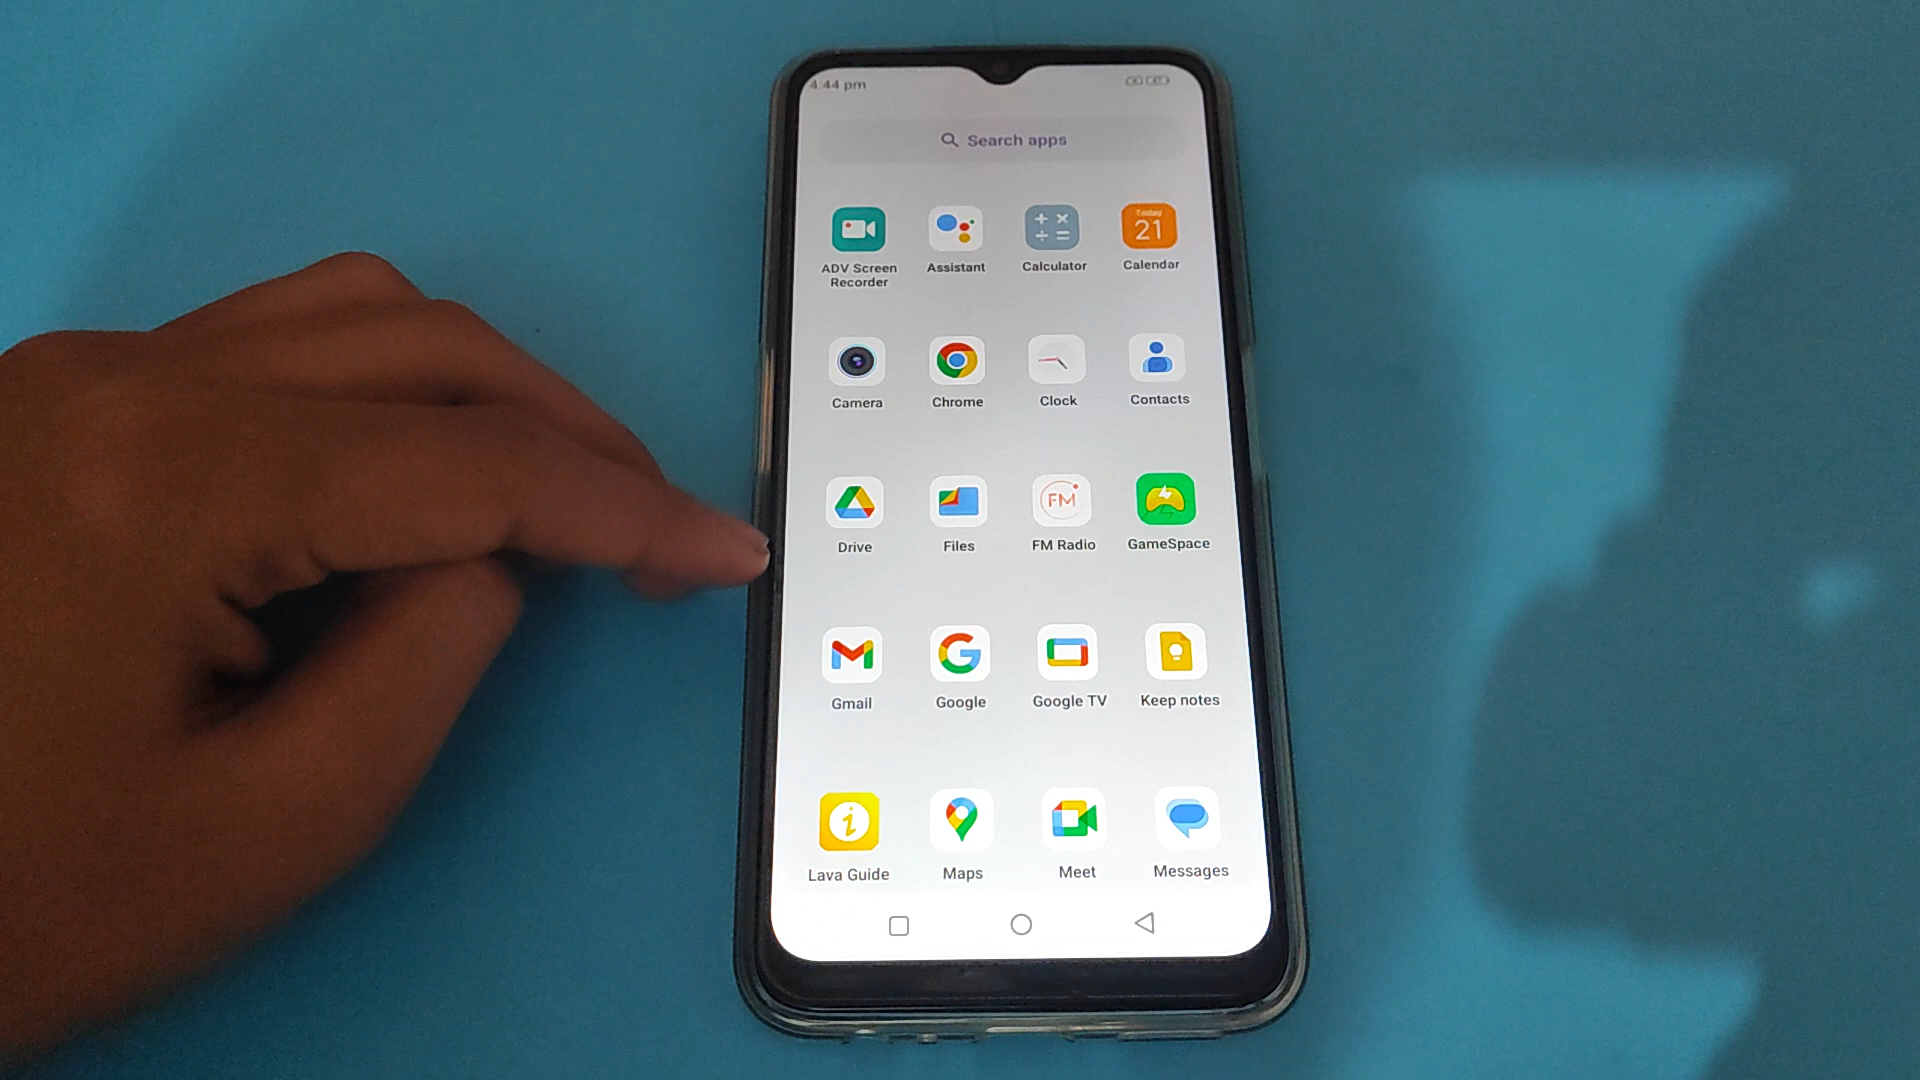 4:44 pm
Search apps
ADV Screen
Recorder
Assistant
Calculator
Today
21
Calendar
Camera
Chrome
Clock
Contacts
Drive
Files
FM
FM Radio
GameSpace
Gmail
Google
Google TV
Keep notes
Lava Guide
Maps
Meet
Messages